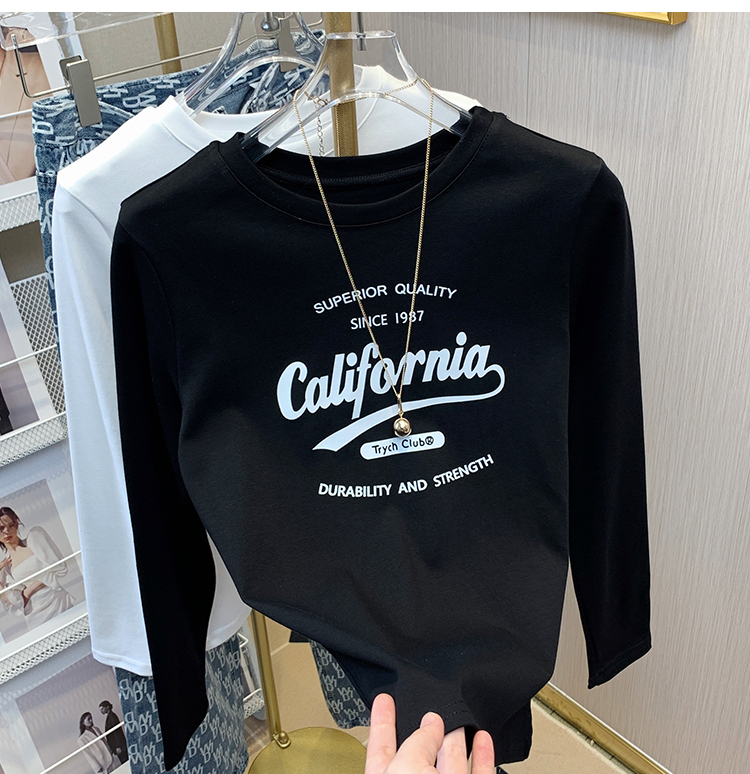 SUPERIOR QUALITY
SINCE 1987
California
Trych Club®
DURABILITY AND STRENGTH